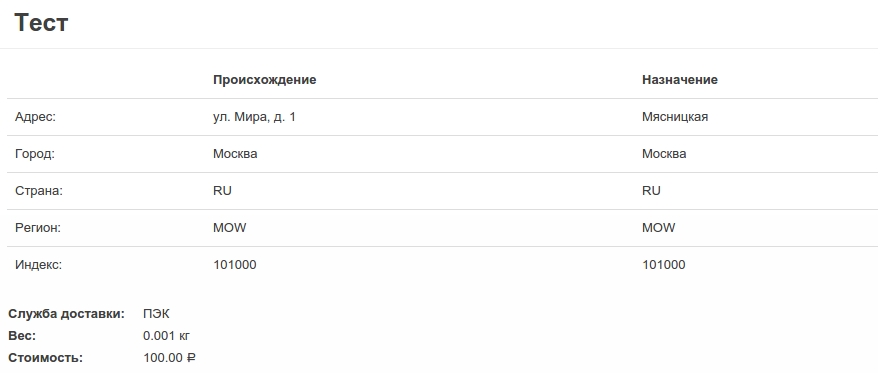 Тест
Происхождение Назначение
Адрес: ул. Мира, д. 1 Мясницкая
Город: Москва Москва
Страна: RU RU
Регион: MOW MOW
Индекс: 101000 101000
Служба доставки: ПЭК
Вес: 0.001 кг
Стоимость: 100.00 ₽